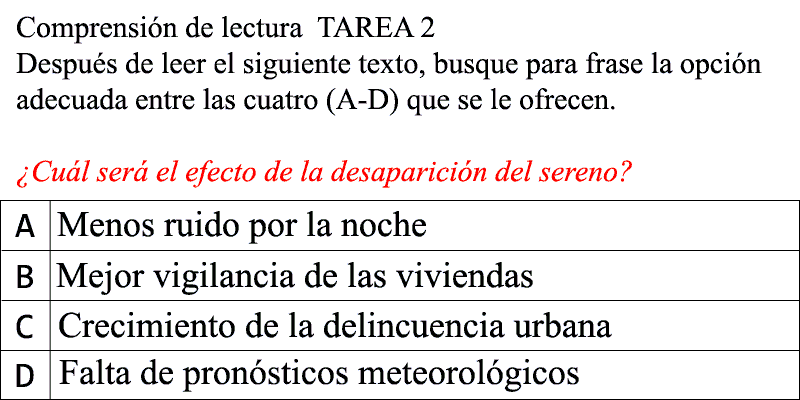 Comprensión de lectura  TAREA 2
Después de leer el siguiente texto, busque para frase la opción
adecuada entre las cuatro (A-D) que se le ofrecen.
¿Cuál será el efecto de la desaparición del sereno?
A Menos ruido por la noche
B Mejor vigilancia de las viviendas
C Crecimiento de la delincuencia urbana
D Falta de pronósticos meteorológicos